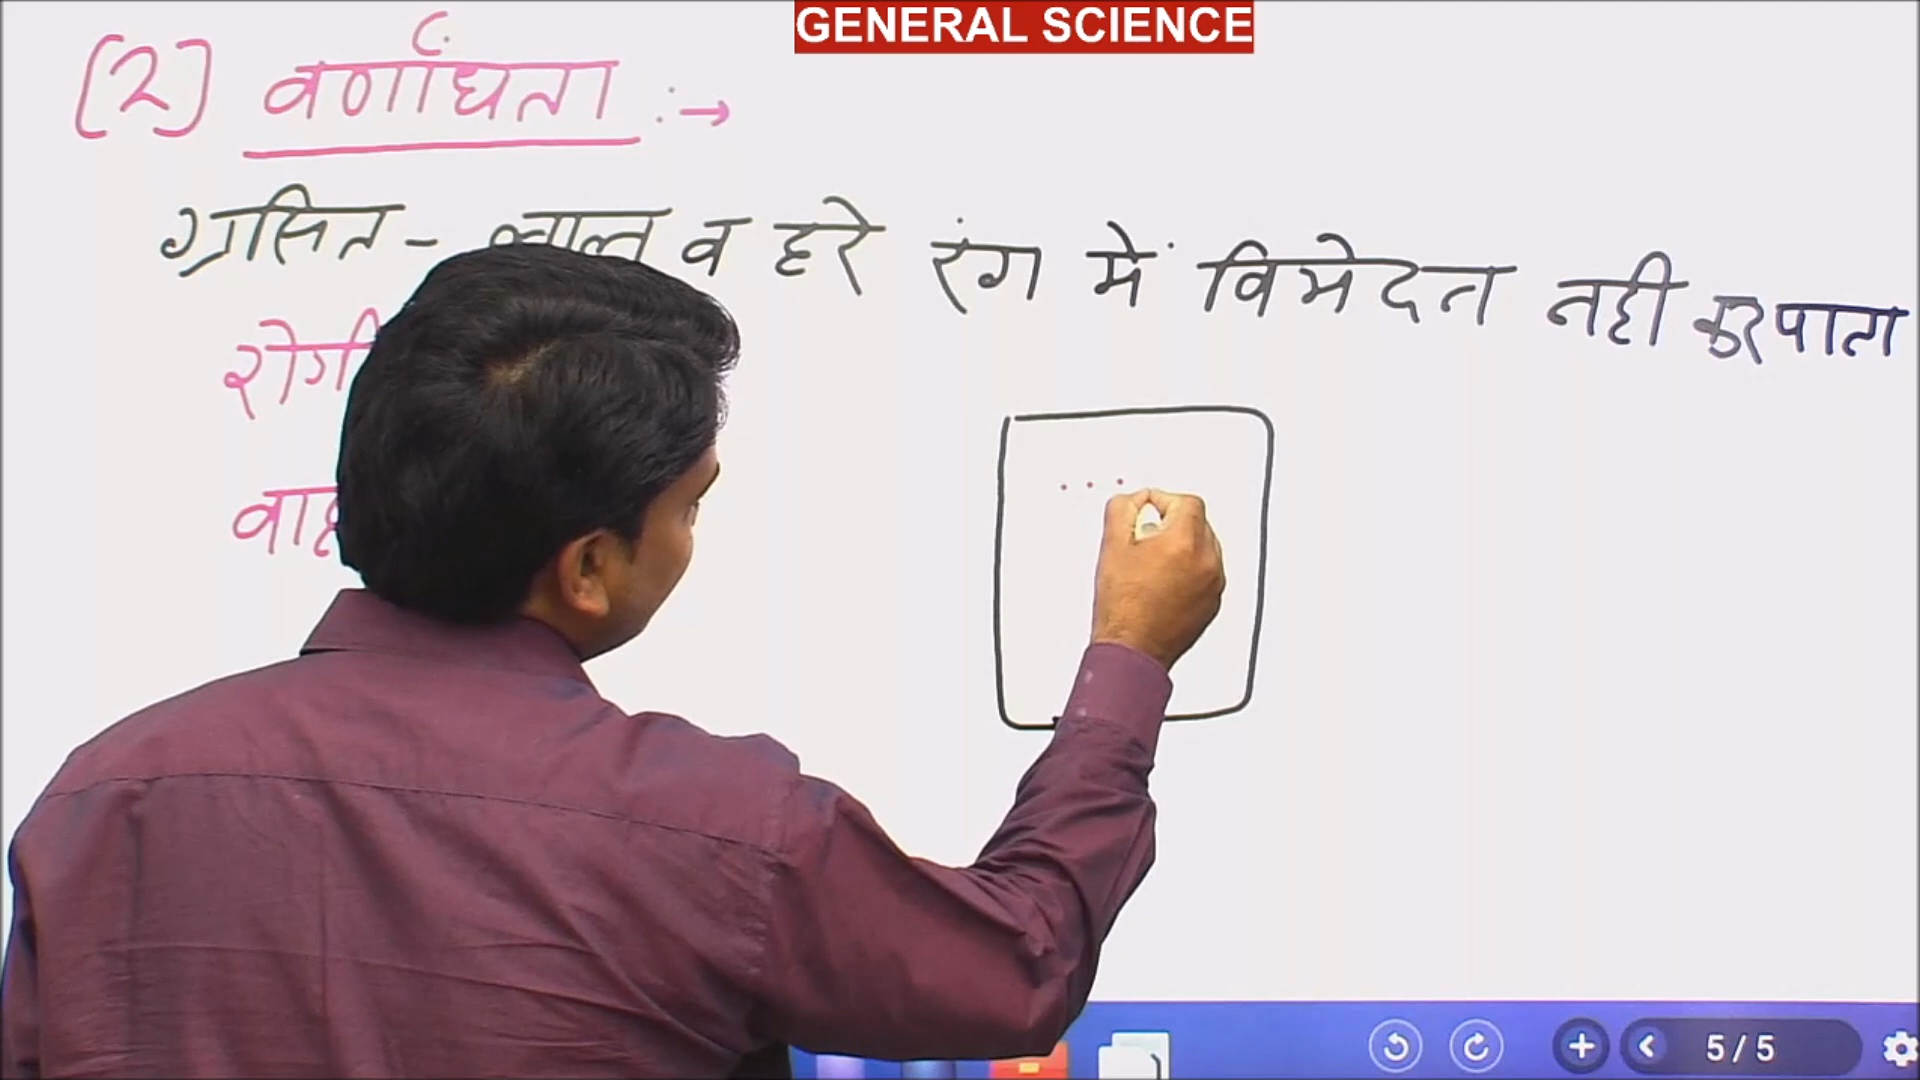 GENERAL SCIENCE
(2) वर्णांधता :→
ग्रसित - लाल व हरे रंग में विभेदन नही कर पाता
रोगी
5/5